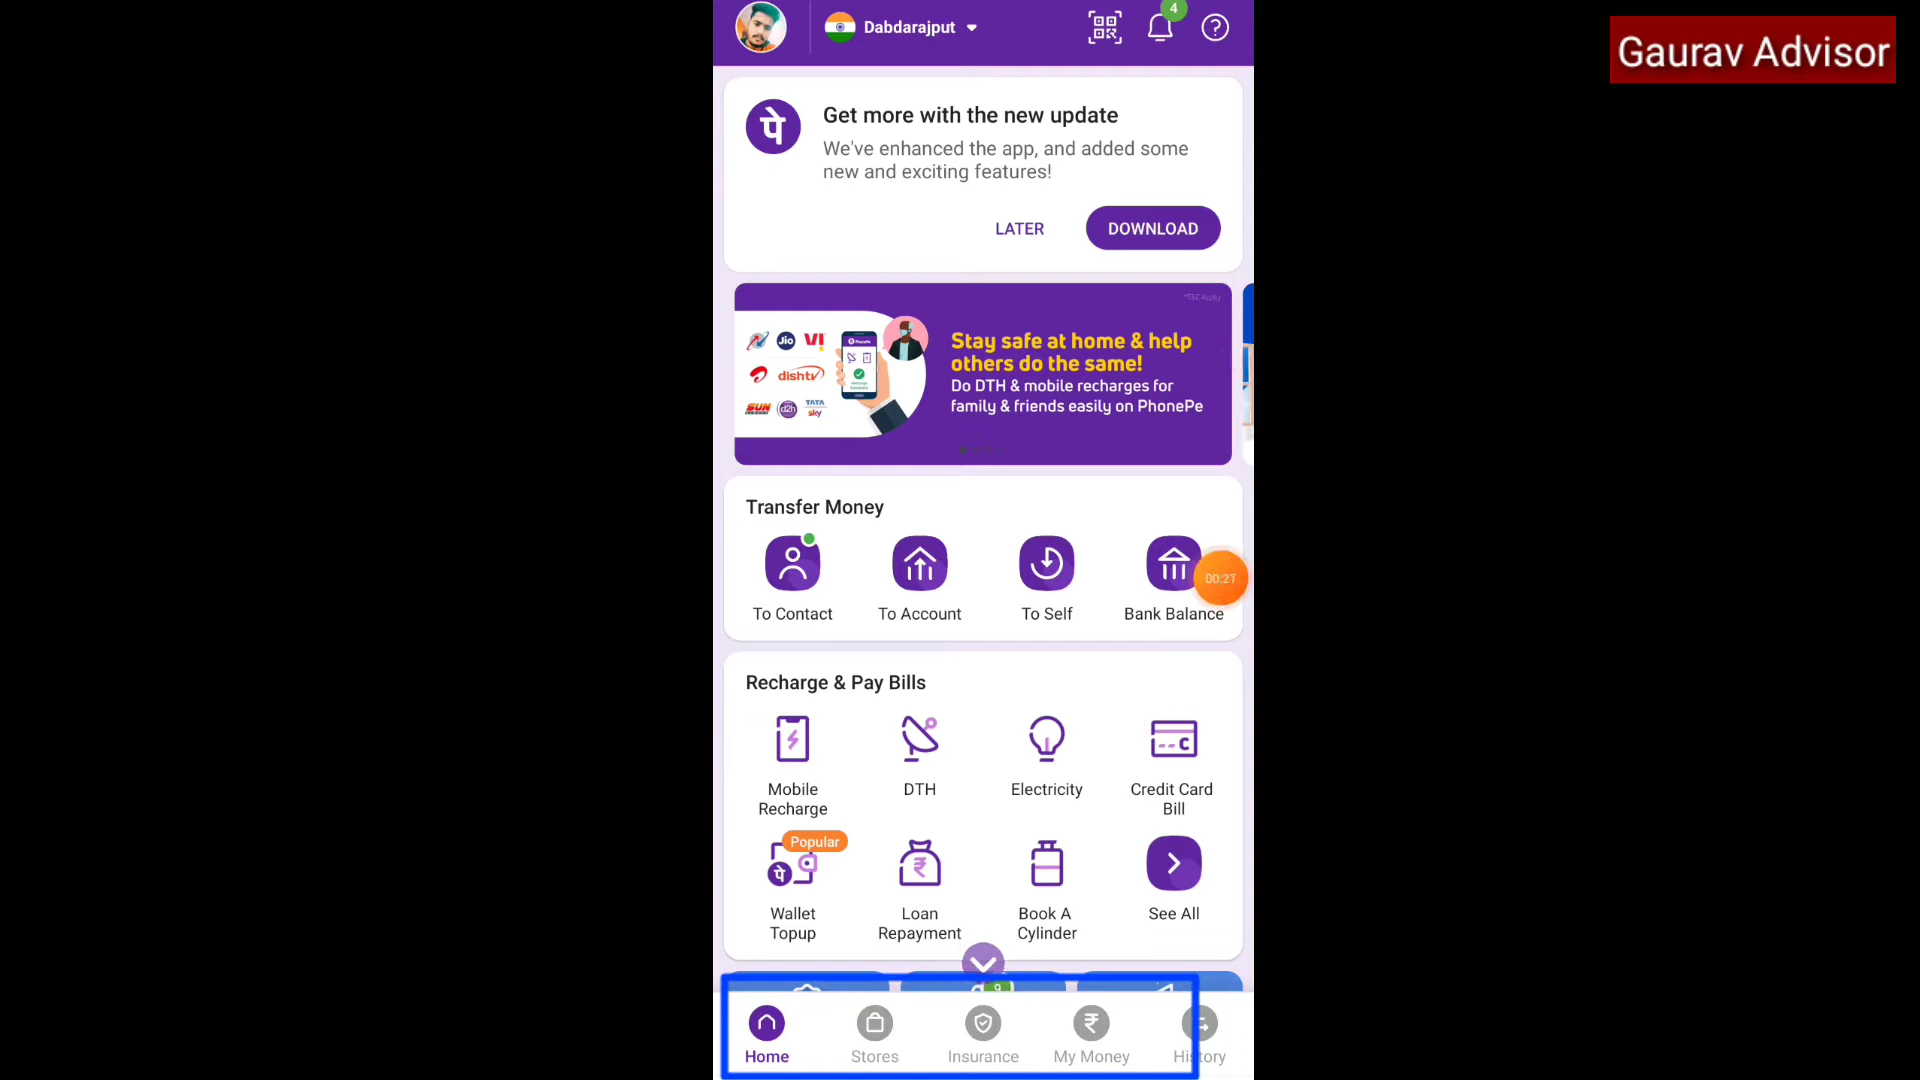 4
Dabdarajput
Gaurav Advisor
पे
Get more with the new update
We've enhanced the app, and added some
new and exciting features!
LATER
DOWNLOAD
*T&C Apply
Jio
VI
PhonePe
dishtv
SUN
d2h
TATA
sky
Stay safe at home & help
others do the same!
Do DTH & mobile recharges for
family & friends easily on PhonePe
Transfer Money
00:27
To Contact
To Account
To Self
Bank Balance
Recharge & Pay Bills
Mobile
Recharge
DTH
Electricity
Credit Card
Bill
Popular
पे
Wallet
Topup
Loan
Repayment
Book A
Cylinder
See All
Home
Stores
Insurance
My Money
History